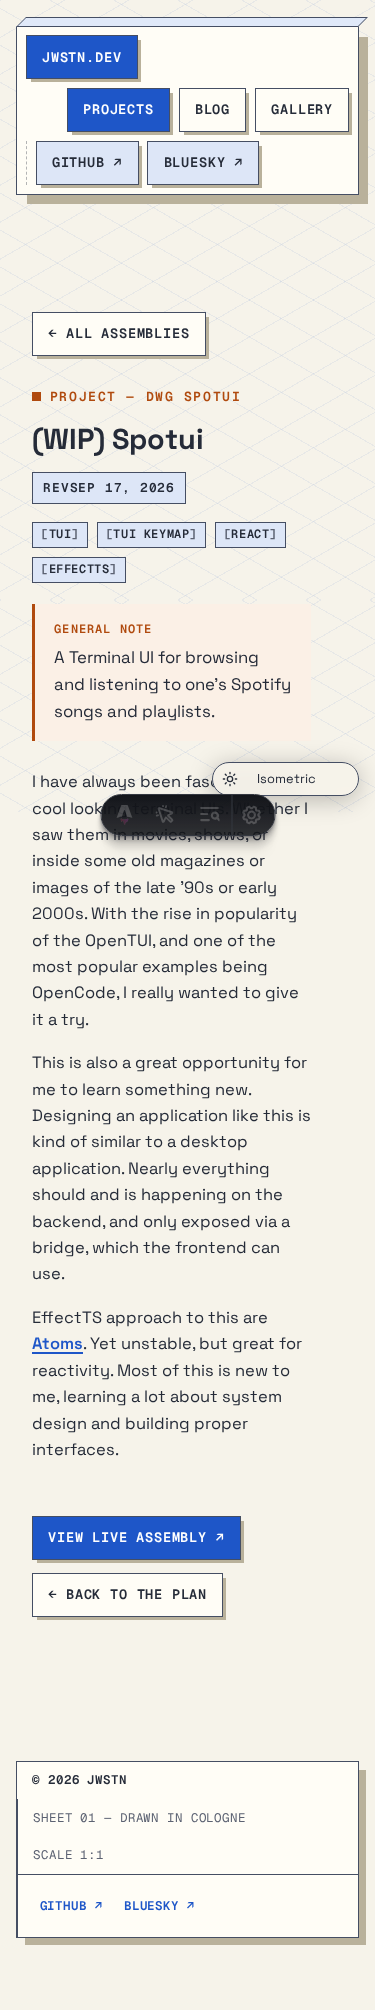 JWSTN.DEV
PROJECTS BLOG GALLERY
GITHUB ↗ BLUESKY ↗
← ALL ASSEMBLIES
PROJECT — DWG SPOTUI
(WIP) Spotui
REVSEP 17, 2026
[TUI] [TUI KEYMAP] [REACT]
[EFFECTTS]
GENERAL NOTE
A Terminal UI for browsing
and listening to one's Spotify
songs and playlists.
Isometric
I have always been
cool I
saw them in movies, shows, or
inside some old magazines or
images of the late '90s or early
2000s. With the rise in popularity
of the OpenTUI, and one of the
most popular examples being
OpenCode, I really wanted to give
it a try.
This is also a great opportunity for
me to learn something new.
Designing an application like this is
kind of similar to a desktop
application. Nearly everything
should and is happening on the
backend, and only exposed via a
bridge, which the frontend can
use.
EffectTS approach to this are
Atoms. Yet unstable, but great for
reactivity. Most of this is new to
me, learning a lot about system
design and building proper
interfaces.
VIEW LIVE ASSEMBLY ↗
← BACK TO THE PLAN
© 2026 JWSTN
SHEET 01 — DRAWN IN COLOGNE
SCALE 1:1
GITHUB ↗ BLUESKY ↗